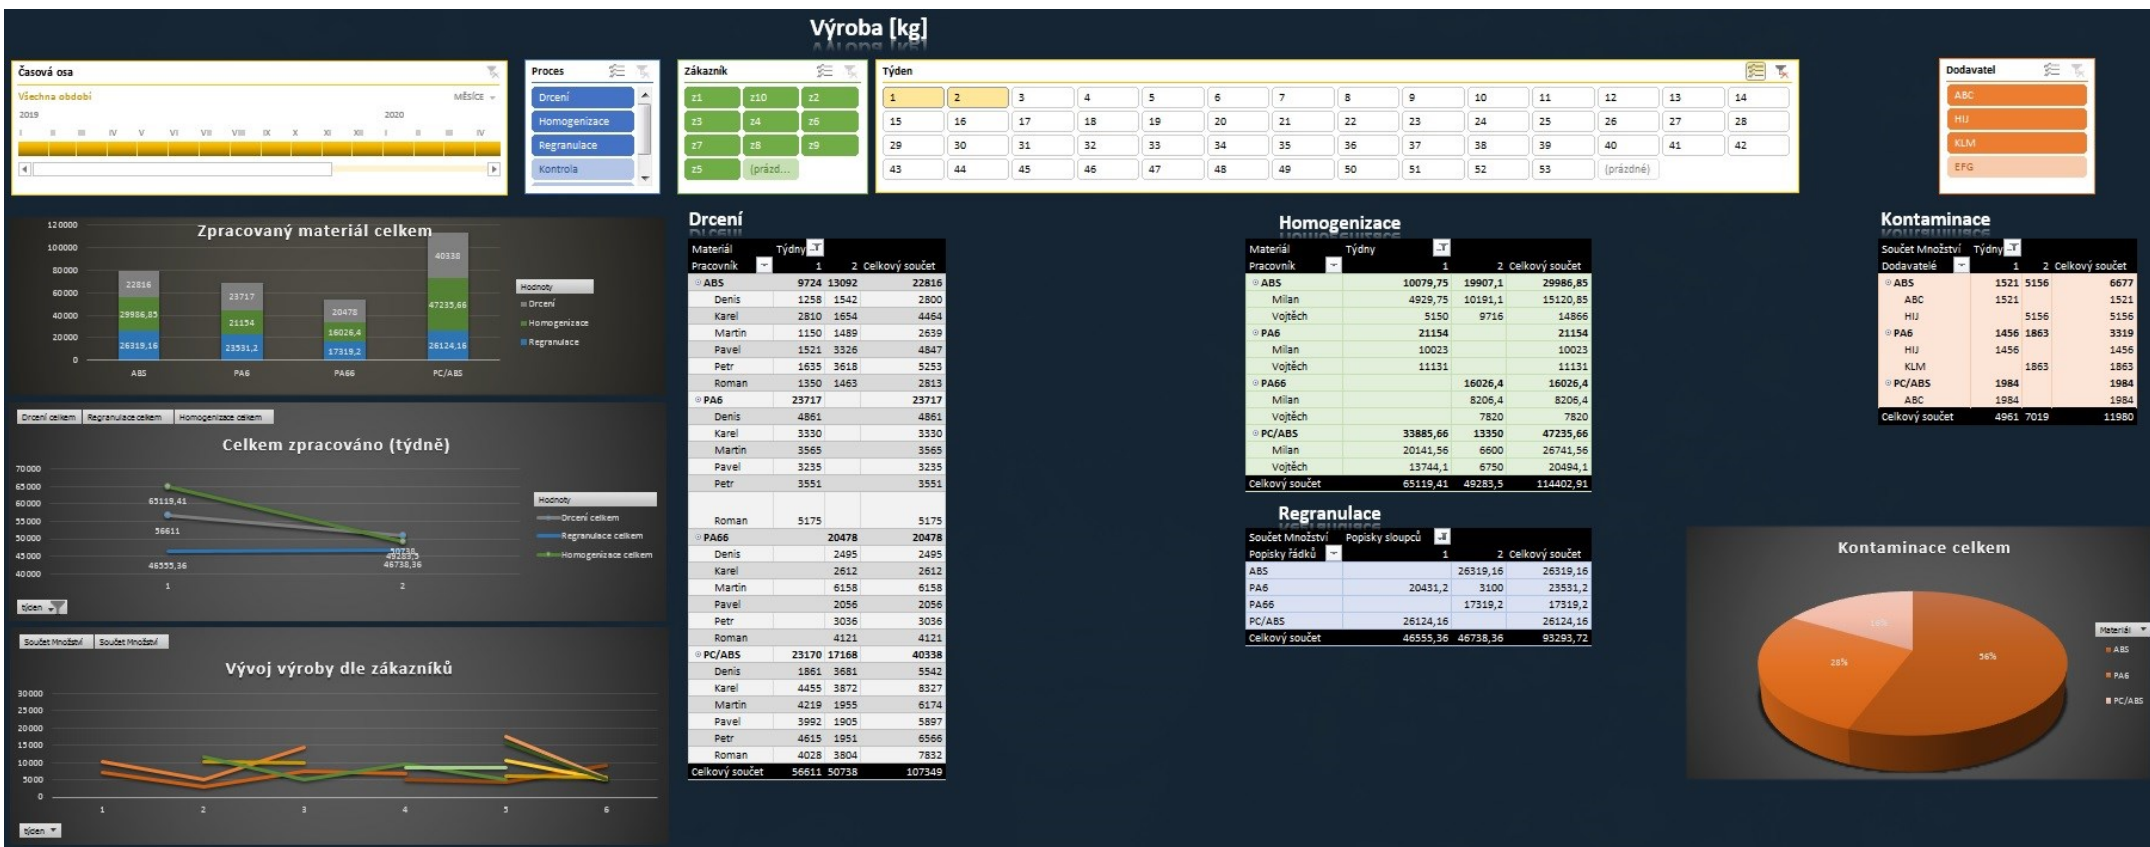 Výroba [kg]
Časová osa
Všechna období
MĚSÍCE
2019 2020
I II III IV V VI VII VIII IX X XI XII I II III IV
Proces
Drcení
Homogenizace
Regranulace
Kontrola
Zákazník
z1 z10 z2
z3 z4 z6
z7 z8 z9
z5 (prázd...
Týden
1 2 3 4 5 6 7 8 9 10 11 12 13 14
15 16 17 18 19 20 21 22 23 24 25 26 27 28
29 30 31 32 33 34 35 36 37 38 39 40 41 42
43 44 45 46 47 48 49 50 51 52 53 (prázdné)
Dodavatel
ABC
HIJ
KLM
EFG
Zpracovaný materiál celkem
120000
100000
80000
60000
40000
20000
0
22816 23717 20478 40338
29986,85 21154 16026,4 47235,66
26319,16 23531,2 17319,2 26124,16
ABS PA6 PA66 PC/ABS
Hodnoty
Drcení
Homogenizace
Regranulace
Drcení celkem Regranulace celkem Homogenizace celkem
Celkem zpracováno (týdně)
70000
65000
60000
55000
50000
45000
40000
65119,41
56611
46555,36
50738
49283,5
46738,36
1 2
Hodnoty
Drcení celkem
Regranulace celkem
Homogenizace celkem
týden
Součet Množství Součet Množství
Vývoj výroby dle zákazníků
30000
25000
20000
15000
10000
5000
0
1 2 3 4 5 6
týden
Drcení
Materiál Týdny
Pracovník 1 2 Celkový součet
ABS 9724 13092 22816
Denis 1258 1542 2800
Karel 2810 1654 4464
Martin 1150 1489 2639
Pavel 1521 3326 4847
Petr 1635 3618 5253
Roman 1350 1463 2813
PA6 23717 23717
Denis 4861 4861
Karel 3330 3330
Martin 3565 3565
Pavel 3235 3235
Petr 3551 3551
Roman 5175 5175
PA66 20478 20478
Denis 2495 2495
Karel 2612 2612
Martin 6158 6158
Pavel 2056 2056
Petr 3036 3036
Roman 4121 4121
PC/ABS 23170 17168 40338
Denis 1861 3681 5542
Karel 4455 3872 8327
Martin 4219 1955 6174
Pavel 3992 1905 5897
Petr 4615 1951 6566
Roman 4028 3804 7832
Celkový součet 56611 50738 107349
Homogenizace
Materiál Týdny
Pracovník 1 2 Celkový součet
ABS 10079,75 19907,1 29986,85
Milan 4929,75 10191,1 15120,85
Vojtěch 5150 9716 14866
PA6 21154 21154
Milan 10023 10023
Vojtěch 11131 11131
PA66 16026,4 16026,4
Milan 8206,4 8206,4
Vojtěch 7820 7820
PC/ABS 33885,66 13350 47235,66
Milan 20141,56 6600 26741,56
Vojtěch 13744,1 6750 20494,1
Celkový součet 65119,41 49283,5 114402,91
Regranulace
Součet Množství Popisky sloupců
Popisky řádků 1 2 Celkový součet
ABS 26319,16 26319,16
PA6 20431,2 3100 23531,2
PA66 17319,2 17319,2
PC/ABS 26124,16 26124,16
Celkový součet 46555,36 46738,36 93293,72
Kontaminace
Součet Množství Týdny
Dodavatelé 1 2 Celkový součet
ABS 1521 5156 6677
ABC 1521 1521
HIJ 5156 5156
PA6 1456 1863 3319
HIJ 1456 1456
KLM 1863 1863
PC/ABS 1984 1984
ABC 1984 1984
Celkový součet 4961 7019 11980
Kontaminace celkem
16%
28%
56%
Materiál
ABS
PA6
PC/ABS